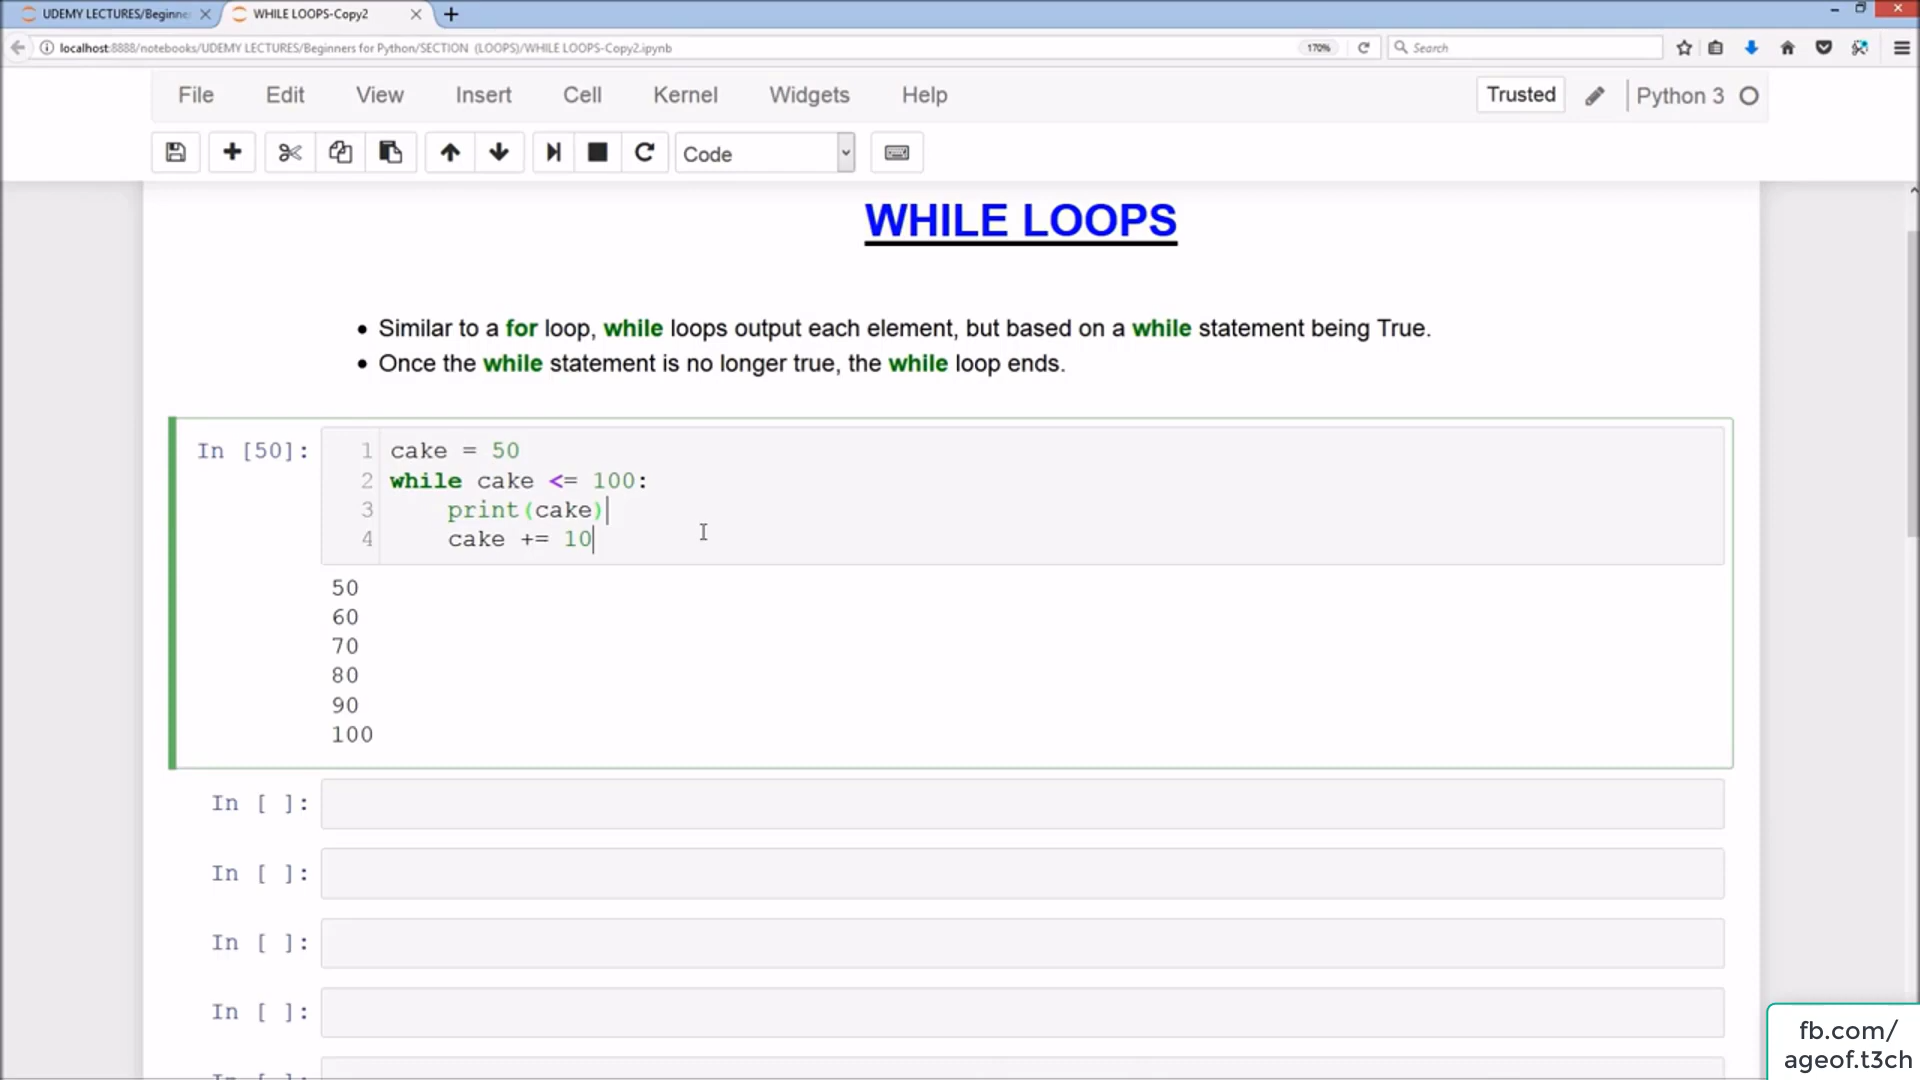 UDEMY LECTURES/Beginne
WHILE LOOPS-Copy2
localhost:8888/notebooks/UDEMY LECTURES/Beginners for Python/SECTION (LOOPS)/WHILE LOOPS-Copy2.ipynb
170%
Search
File Edit View Insert Cell Kernel Widgets Help
Trusted
Python 3
Code
WHILE LOOPS
• Similar to a for loop, while loops output each element, but based on a while statement being True.
• Once the while statement is no longer true, the while loop ends.
In [50]:
1 cake = 50
2 while cake <= 100:
3     print(cake)
4     cake += 10
50
60
70
80
90
100
In [ ]:
In [ ]:
In [ ]:
In [ ]:
fb.com/
ageof.t3ch